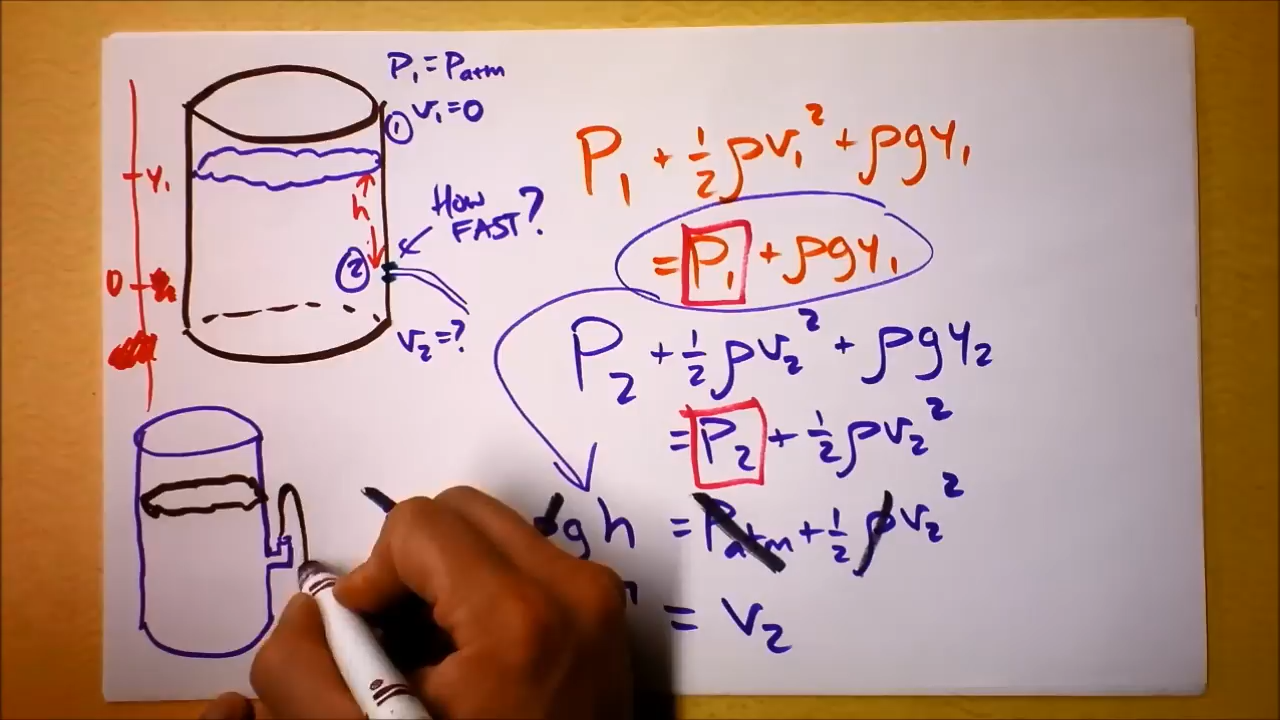 P₁ = Patm
① v₁ = 0
y₁
h
HOW
FAST?
0
②
v₂ = ?
P₁ + ½ρv₁² + ρgy₁
= P₁ + ρgy₁
P₂ + ½ρv₂² + ρgy₂
= P₂ + ½ρv₂²
ρgh = Patm + ½ρv₂²
= v₂